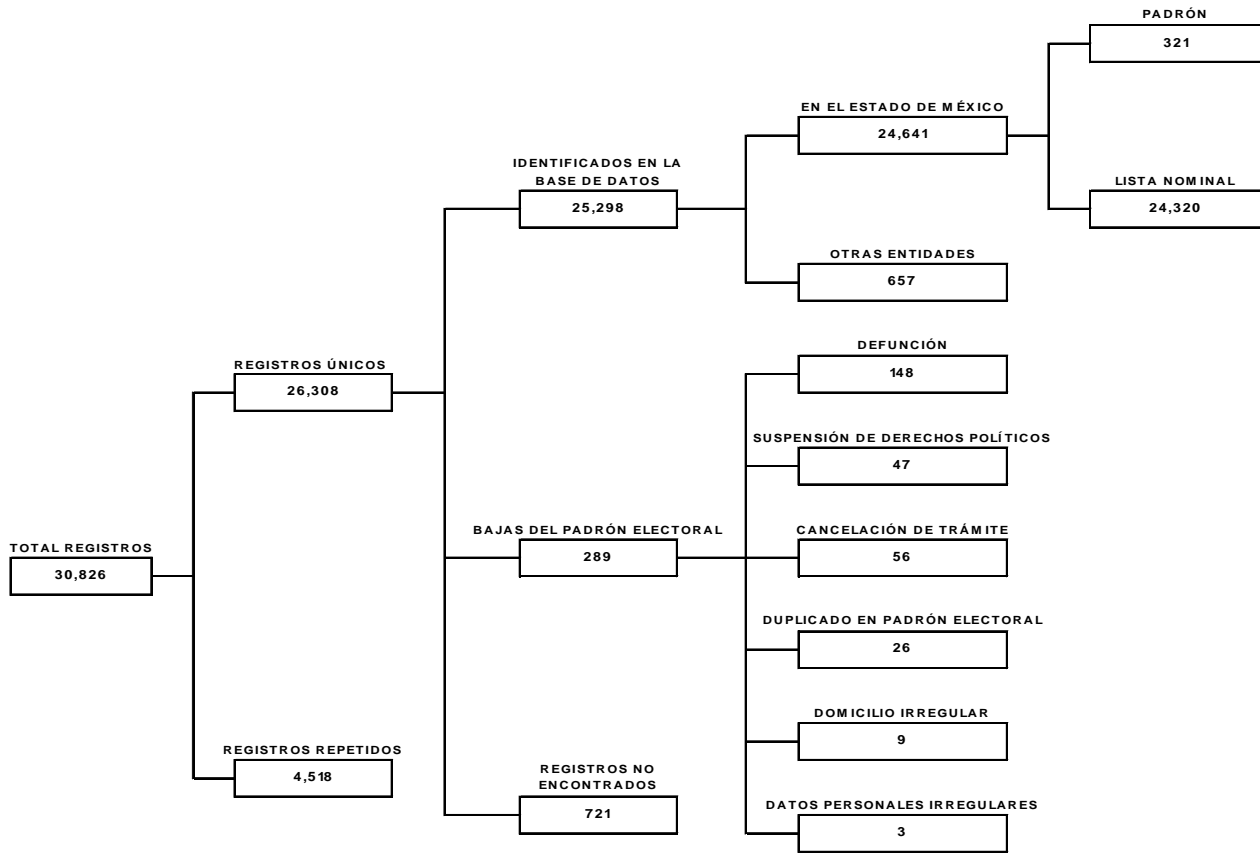 PADRÓN
321
EN EL ESTADO DE MÉXICO
24,641
IDENTIFICADOS EN LA
BASE DE DATOS
25,298
LISTA NOMINAL
24,320
OTRAS ENTIDADES
657
DEFUNCIÓN
148
REGISTROS ÚNICOS
26,308
SUSPENSIÓN DE DERECHOS POLÍTICOS
47
BAJAS DEL PADRÓN ELECTORAL
289
CANCELACIÓN DE TRÁMITE
56
TOTAL REGISTROS
30,826
DUPLICADO EN PADRÓN ELECTORAL
26
DOMICILIO IRREGULAR
9
REGISTROS REPETIDOS
4,518
REGISTROS NO
ENCONTRADOS
721
DATOS PERSONALES IRREGULARES
3